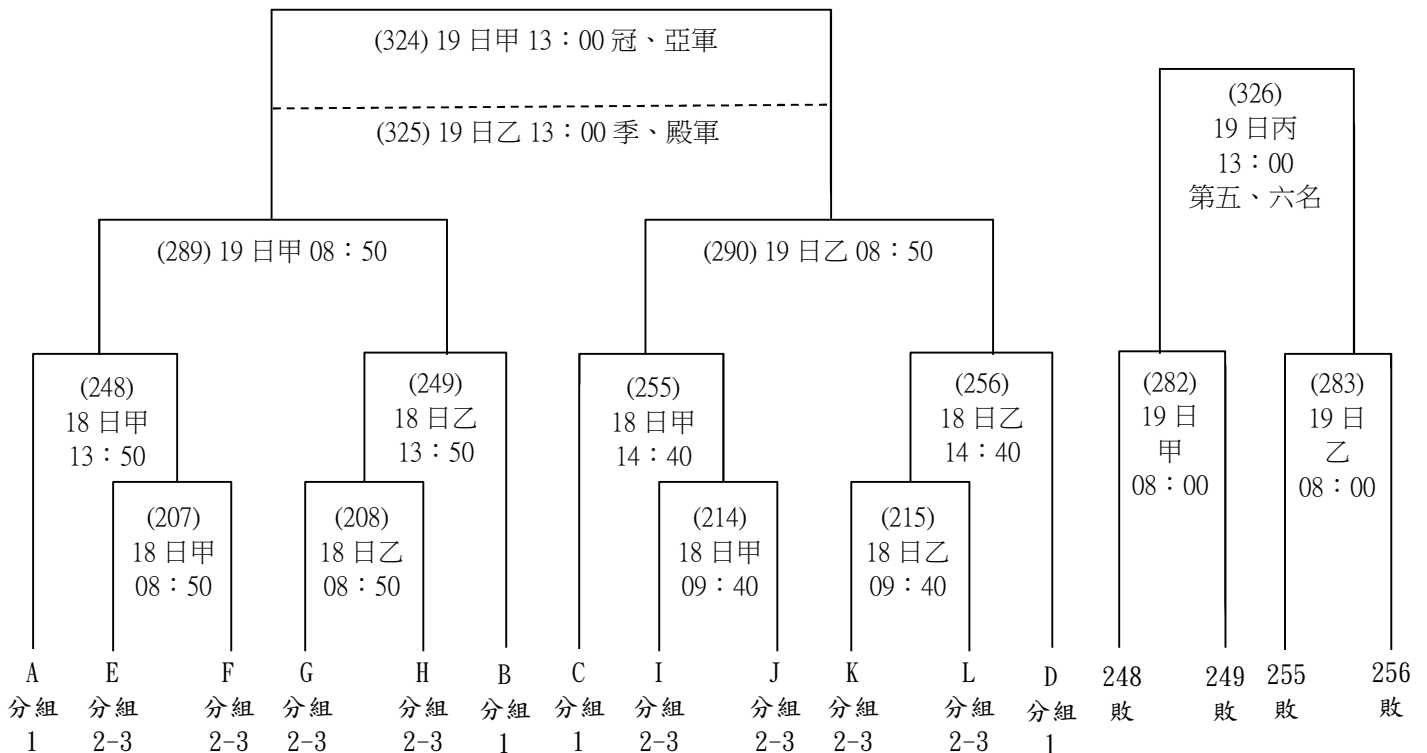 (324) 19 日甲 13：00 冠、亞軍
(325) 19 日乙 13：00 季、殿軍
(326)
19 日丙
13：00
第五、六名
(289) 19 日甲 08：50
(290) 19 日乙 08：50
(248)
18 日甲
13：50
(249)
18 日乙
13：50
(255)
18 日甲
14：40
(256)
18 日乙
14：40
(282)
19 日
甲
08：00
(283)
19 日
乙
08：00
(207)
18 日甲
08：50
(208)
18 日乙
08：50
(214)
18 日甲
09：40
(215)
18 日乙
09：40
A
分組
1
E
分組
2-3
F
分組
2-3
G
分組
2-3
H
分組
2-3
B
分組
1
C
分組
1
I
分組
2-3
J
分組
2-3
K
分組
2-3
L
分組
2-3
D
分組
1
248
敗
249
敗
255
敗
256
敗